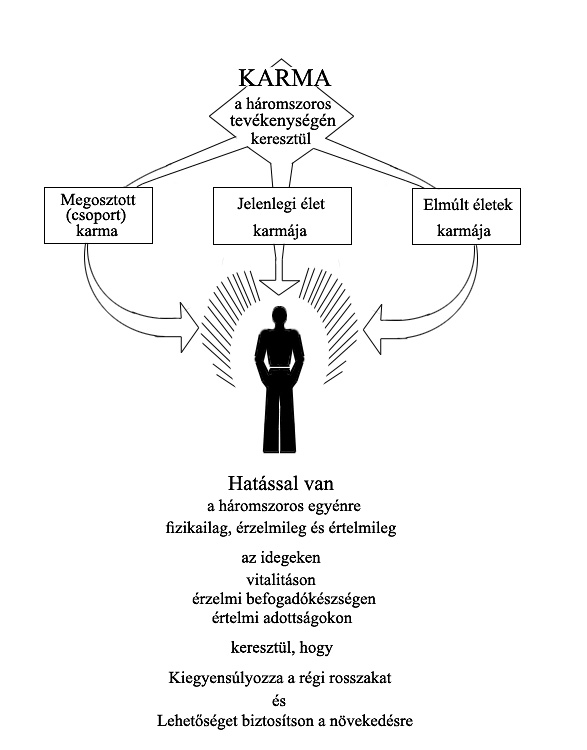 KARMA
a háromszoros
tevékenységén
keresztül
Megosztott
(csoport)
karma
Jelenlegi élet
karmája
Elmúlt életek
karmája
Hatással van
a háromszoros egyénre
fizikailag, érzelmileg és értelmileg
az idegeken
vitalitáson
érzelmi befogadókészségen
értelmi adottságokon
keresztül, hogy
Kiegyensúlyozza a régi rosszakat
és
Lehetőséget biztosítson a növekedésre